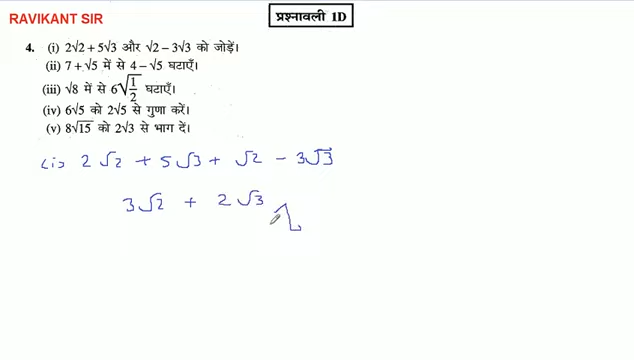 RAVIKANT SIR
प्रश्नावली 1D
4. (i) 2√2 + 5√3 और √2 − 3√3 को जोड़ें।
(ii) 7 + √5 में से 4 − √5 घटाएँ।
(iii) √8 में से 6√(1/2) घटाएँ।
(iv) 6√5 को 2√5 से गुणा करें।
(v) 8√15 को 2√3 से भाग दें।
(i) 2√2 + 5√3 + √2 − 3√3
3√2 + 2√3